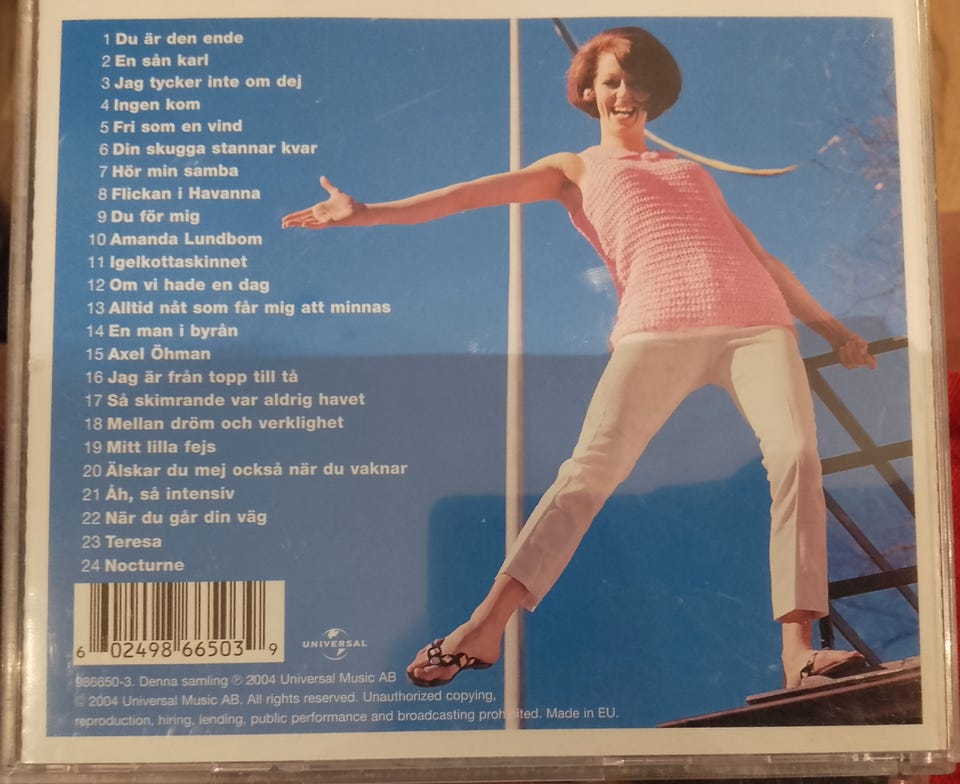 1 Du är den ende
2 En sån karl
3 Jag tycker inte om dej
4 Ingen kom
5 Fri som en vind
6 Din skugga stannar kvar
7 Hör min samba
8 Flickan i Havanna
9 Du för mig
10 Amanda Lundbom
11 Igelkottaskinnet
12 Om vi hade en dag
13 Alltid nåt som får mig att minnas
14 En man i byrån
15 Axel Öhman
16 Jag är från topp till tå
17 Så skimrande var aldrig havet
18 Mellan dröm och verklighet
19 Mitt lilla fejs
20 Älskar du mej också när du vaknar
21 Åh, så intensiv
22 När du går din väg
23 Teresa
24 Nocturne
6 02498 66503 9
UNIVERSAL
986650-3. Denna samling ℗ 2004 Universal Music AB
© 2004 Universal Music AB. All rights reserved. Unauthorized copying,
reproduction, hiring, lending, public performance and broadcasting prohibited. Made in EU.